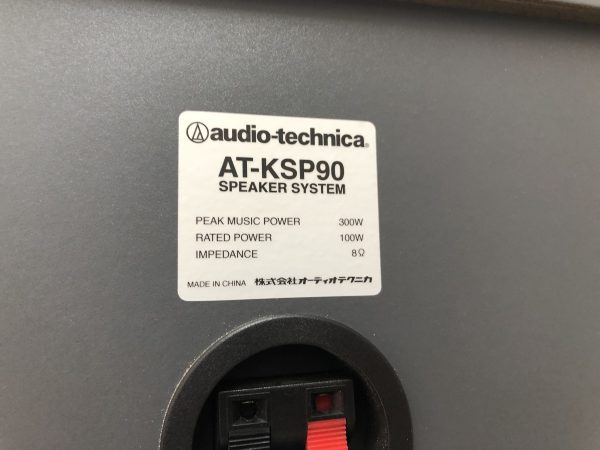 audio-technica®
AT-KSP90
SPEAKER SYSTEM
PEAK MUSIC POWER 300W
RATED POWER 100W
IMPEDANCE 8Ω
MADE IN CHINA 株式会社オーディオテクニカ